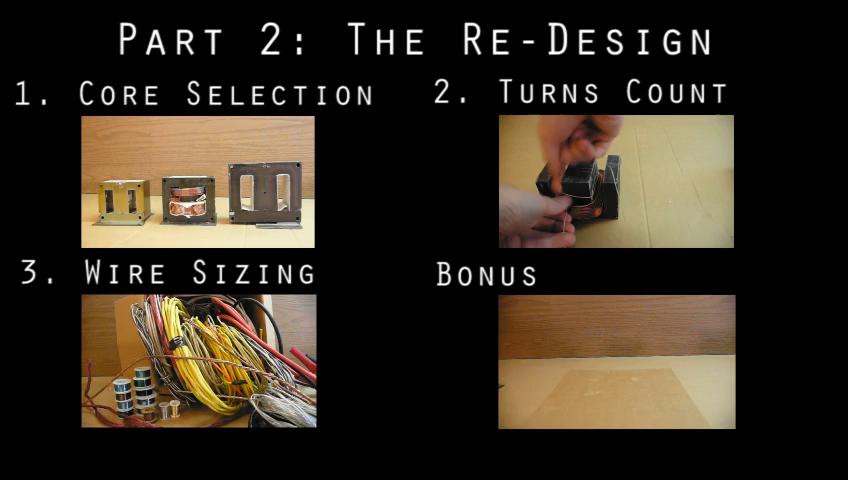 Part 2: The Re-Design
1. Core Selection
2. Turns Count
3. Wire Sizing
Bonus